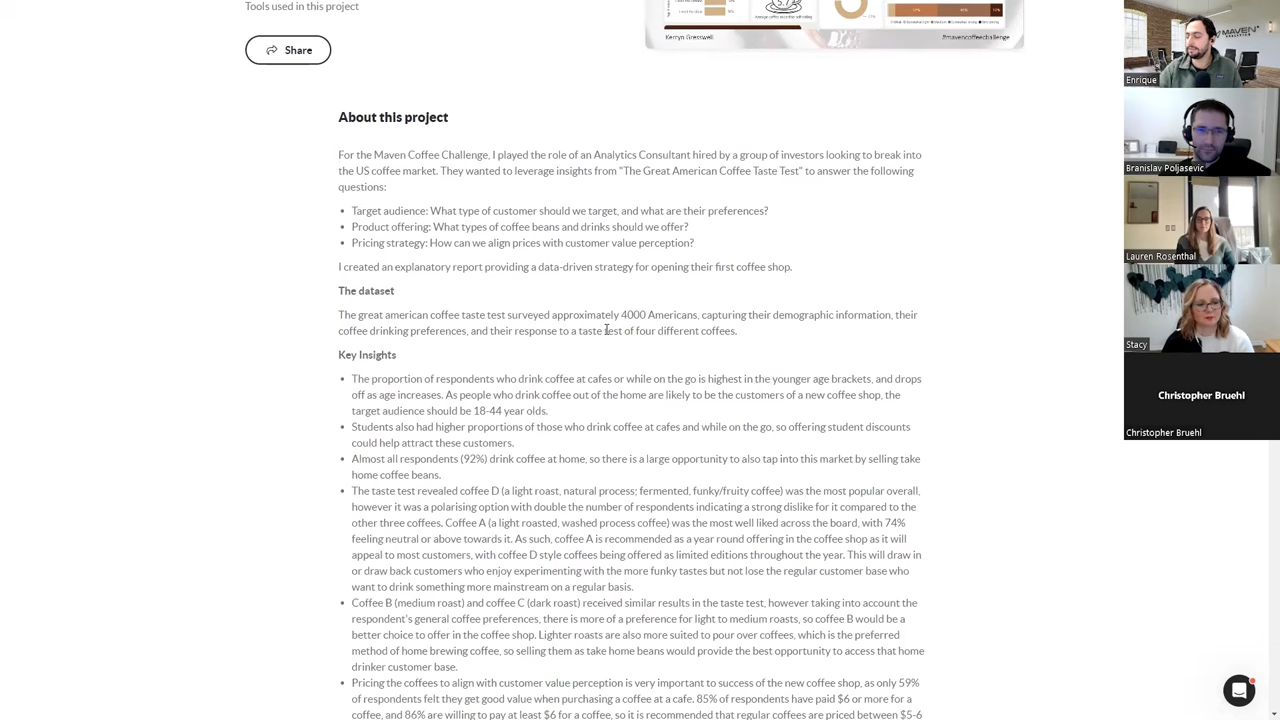 Tools used in this project
Share
Average coffee expertise self rating
Kerryn Gresswell
#mavencoffeechallenge
About this project
For the Maven Coffee Challenge, I played the role of an Analytics Consultant hired by a group of investors looking to break into
the US coffee market. They wanted to leverage insights from "The Great American Coffee Taste Test" to answer the following
questions:
• Target audience: What type of customer should we target, and what are their preferences?
• Product offering: What types of coffee beans and drinks should we offer?
• Pricing strategy: How can we align prices with customer value perception?
I created an explanatory report providing a data-driven strategy for opening their first coffee shop.
The dataset
The great american coffee taste test surveyed approximately 4000 Americans, capturing their demographic information, their
coffee drinking preferences, and their response to a taste test of four different coffees.
Key Insights
• The proportion of respondents who drink coffee at cafes or while on the go is highest in the younger age brackets, and drops
off as age increases. As people who drink coffee out of the home are likely to be the customers of a new coffee shop, the
target audience should be 18-44 year olds.
• Students also had higher proportions of those who drink coffee at cafes and while on the go, so offering student discounts
could help attract these customers.
• Almost all respondents (92%) drink coffee at home, so there is a large opportunity to also tap into this market by selling take
home coffee beans.
• The taste test revealed coffee D (a light roast, natural process; fermented, funky/fruity coffee) was the most popular overall,
however it was a polarising option with double the number of respondents indicating a strong dislike for it compared to the
other three coffees. Coffee A (a light roasted, washed process coffee) was the most well liked across the board, with 74%
feeling neutral or above towards it. As such, coffee A is recommended as a year round offering in the coffee shop as it will
appeal to most customers, with coffee D style coffees being offered as limited editions throughout the year. This will draw in
or draw back customers who enjoy experimenting with the more funky tastes but not lose the regular customer base who
want to drink something more mainstream on a regular basis.
• Coffee B (medium roast) and coffee C (dark roast) received similar results in the taste test, however taking into account the
respondent's general coffee preferences, there is more of a preference for light to medium roasts, so coffee B would be a
better choice to offer in the coffee shop. Lighter roasts are also more suited to pour over coffees, which is the preferred
method of home brewing coffee, so selling them as take home beans would provide the best opportunity to access that home
drinker customer base.
• Pricing the coffees to align with customer value perception is very important to success of the new coffee shop, as only 59%
of respondents felt they get good value when purchasing a coffee at a cafe. 85% of respondents have paid $6 or more for a
coffee, and 86% are willing to pay at least $6 for a coffee, so it is recommended that regular coffees are priced between $5-6
MAVEN
Enrique
Branislav Poljasevic
Lauren Rosenthal
Stacy
Christopher Bruehl
Christopher Bruehl